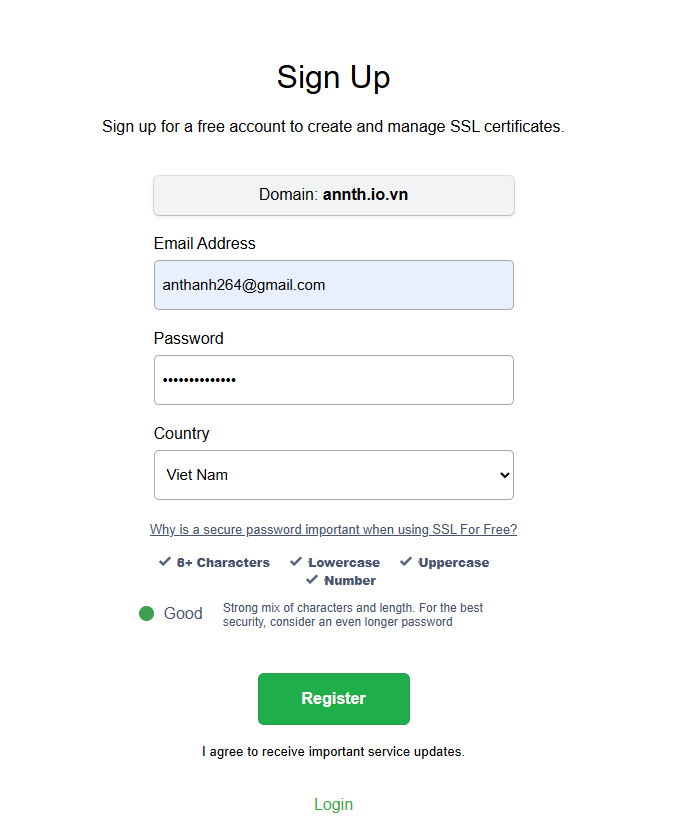 Sign Up
Sign up for a free account to create and manage SSL certificates.
Domain: annth.io.vn
Email Address
anthanh264@gmail.com
Password
••••••••••••••
Country
Viet Nam
Why is a secure password important when using SSL For Free?
8+ Characters Lowercase Uppercase
Number
Good
Strong mix of characters and length. For the best
security, consider an even longer password
Register
I agree to receive important service updates.
Login